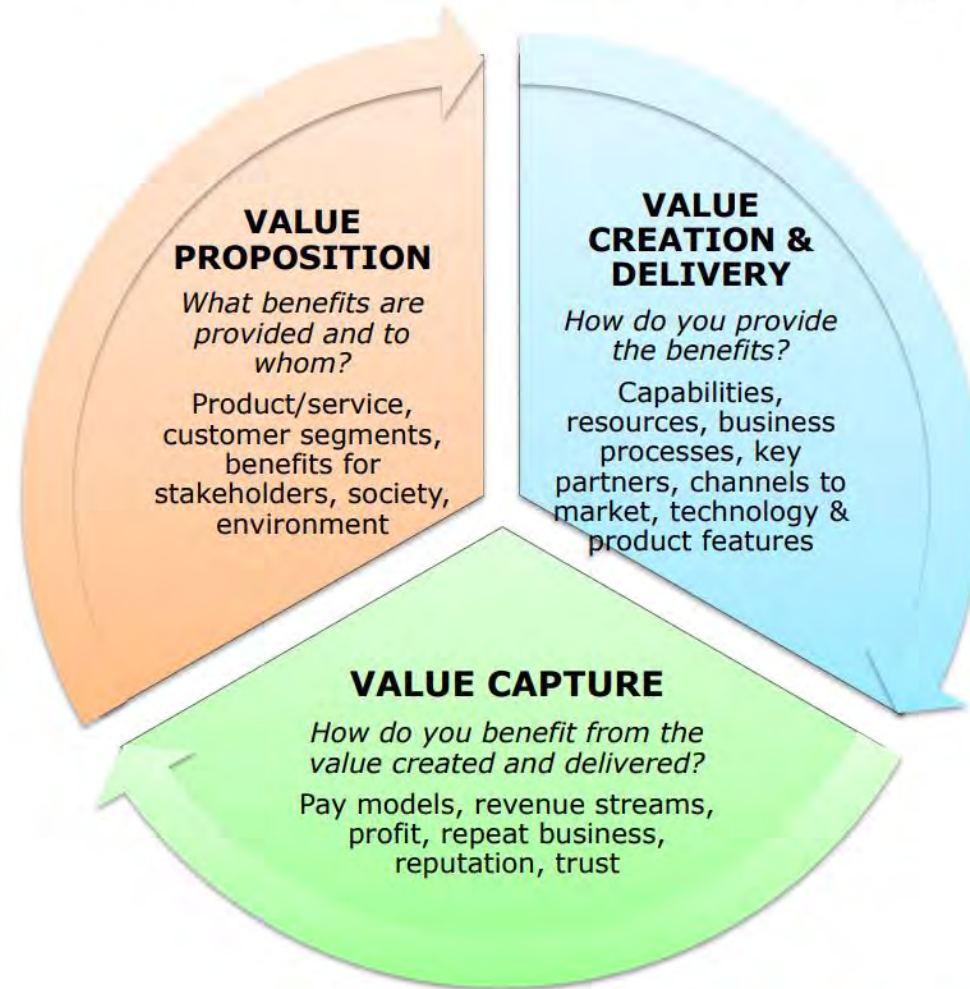 VALUE
PROPOSITION
What benefits are
provided and to
whom?
Product/service,
customer segments,
benefits for
stakeholders, society,
environment
VALUE
CREATION &
DELIVERY
How do you provide
the benefits?
Capabilities,
resources, business
processes, key
partners, channels to
market, technology &
product features
VALUE CAPTURE
How do you benefit from the
value created and delivered?
Pay models, revenue streams,
profit, repeat business,
reputation, trust